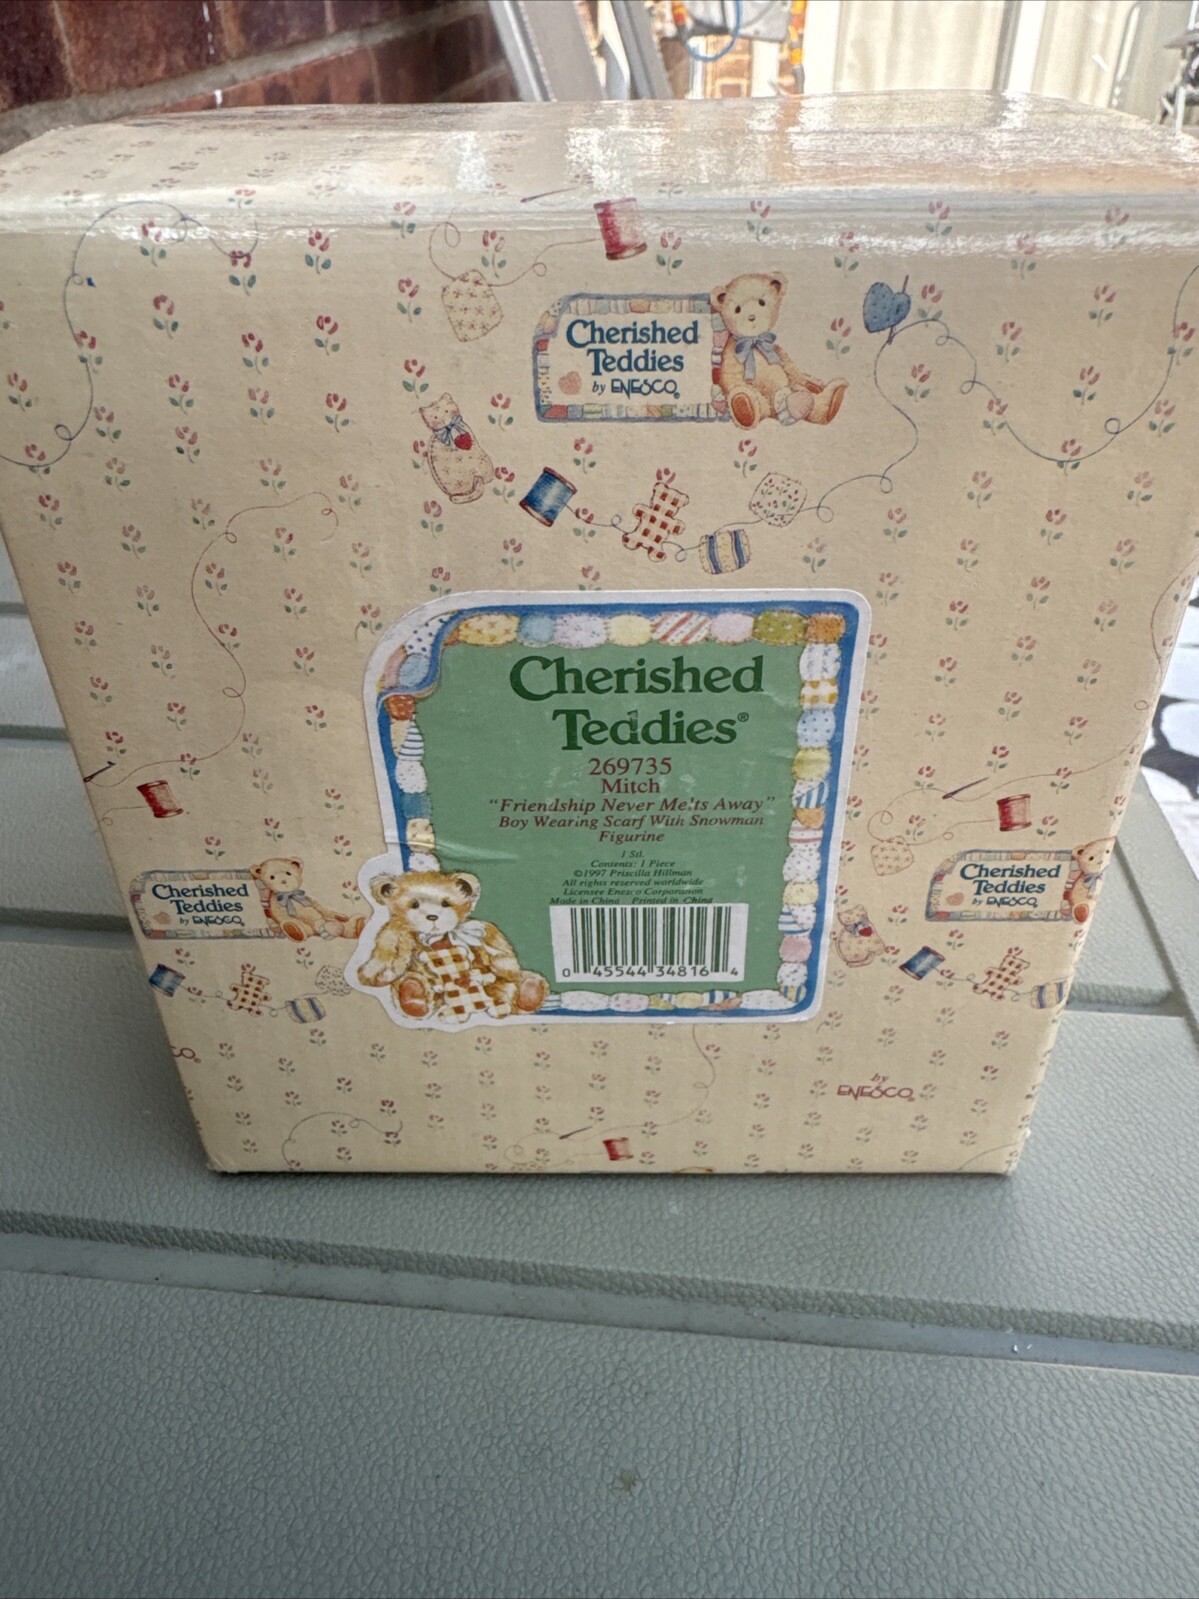 Cherished
Teddies
by ENESCO®
Cherished
Teddies®
269735
Mitch
"Friendship Never Melts Away"
Boy Wearing Scarf With Snowman
Figurine
1 Stl.
Contents: 1 Piece
©1997 Priscilla Hillman
All rights reserved worldwide
Licensee Enesco Corporation
Made in China Printed in China
0 45544 34816 4
Cherished
Teddies
by ENESCO®
Cherished
Teddies
by ENESCO®
CO®
by
ENESCO®